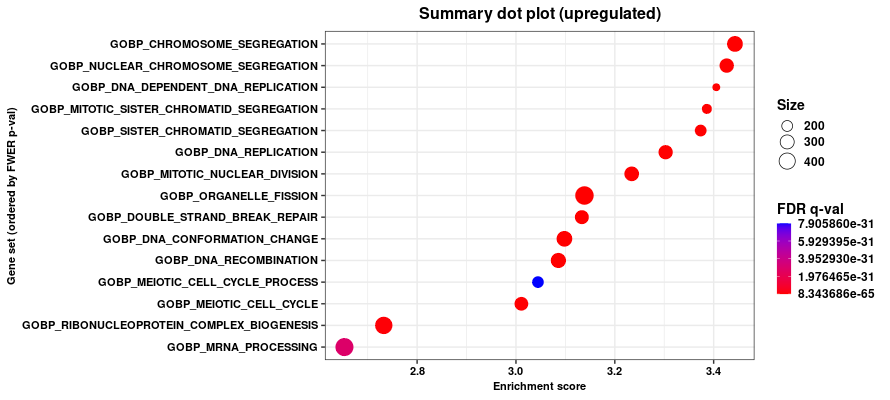 Summary dot plot (upregulated)
Gene set (ordered by FWER p-val)
GOBP_CHROMOSOME_SEGREGATION
GOBP_NUCLEAR_CHROMOSOME_SEGREGATION
GOBP_DNA_DEPENDENT_DNA_REPLICATION
GOBP_MITOTIC_SISTER_CHROMATID_SEGREGATION
GOBP_SISTER_CHROMATID_SEGREGATION
GOBP_DNA_REPLICATION
GOBP_MITOTIC_NUCLEAR_DIVISION
GOBP_ORGANELLE_FISSION
GOBP_DOUBLE_STRAND_BREAK_REPAIR
GOBP_DNA_CONFORMATION_CHANGE
GOBP_DNA_RECOMBINATION
GOBP_MEIOTIC_CELL_CYCLE_PROCESS
GOBP_MEIOTIC_CELL_CYCLE
GOBP_RIBONUCLEOPROTEIN_COMPLEX_BIOGENESIS
GOBP_MRNA_PROCESSING
2.8 3.0 3.2 3.4
Enrichment score
Size
200
300
400
FDR q-val
7.905860e-31
5.929395e-31
3.952930e-31
1.976465e-31
8.343686e-65